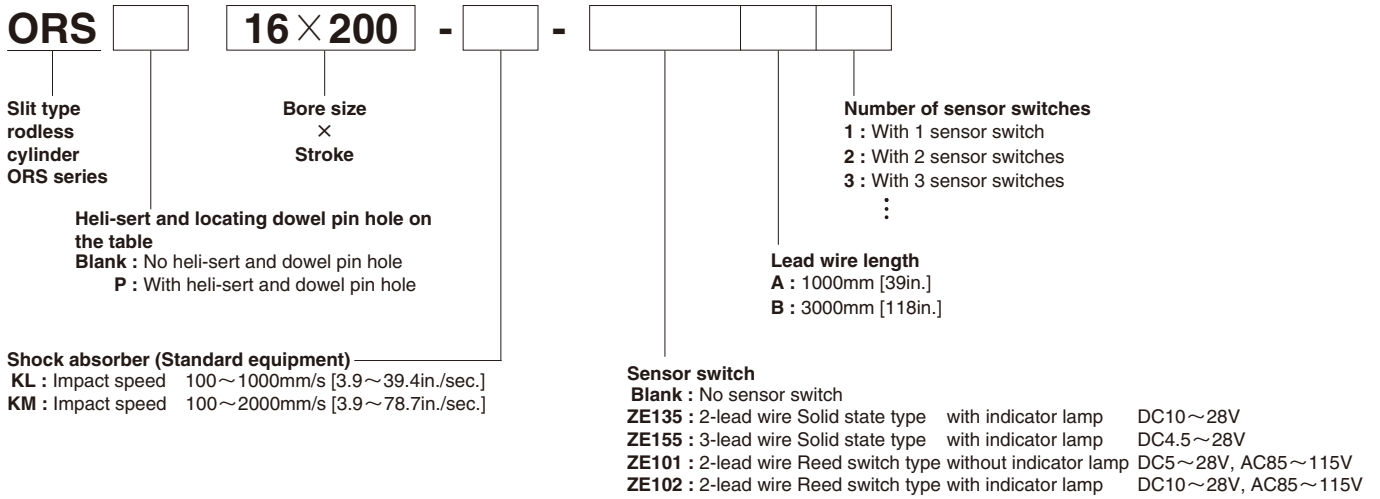 ORS 16×200 - -
Slit type
rodless
cylinder
ORS series
Bore size
×
Stroke
Number of sensor switches
1 : With 1 sensor switch
2 : With 2 sensor switches
3 : With 3 sensor switches
⋮
Heli-sert and locating dowel pin hole on
the table
Blank : No heli-sert and dowel pin hole
P : With heli-sert and dowel pin hole
Lead wire length
A : 1000mm [39in.]
B : 3000mm [118in.]
Shock absorber (Standard equipment)
KL : Impact speed 100～1000mm/s [3.9～39.4in./sec.]
KM : Impact speed 100～2000mm/s [3.9～78.7in./sec.]
Sensor switch
Blank : No sensor switch
ZE135 : 2-lead wire Solid state type with indicator lamp DC10～28V
ZE155 : 3-lead wire Solid state type with indicator lamp DC4.5～28V
ZE101 : 2-lead wire Reed switch type without indicator lamp DC5～28V, AC85～115V
ZE102 : 2-lead wire Reed switch type with indicator lamp DC10～28V, AC85～115V